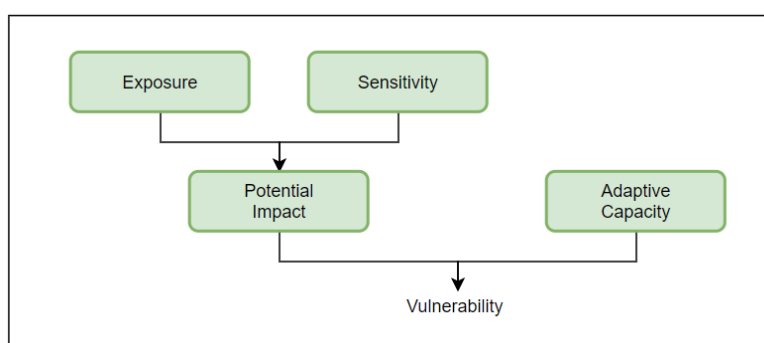 Exposure
Sensitivity
Potential
Impact
Adaptive
Capacity
Vulnerability